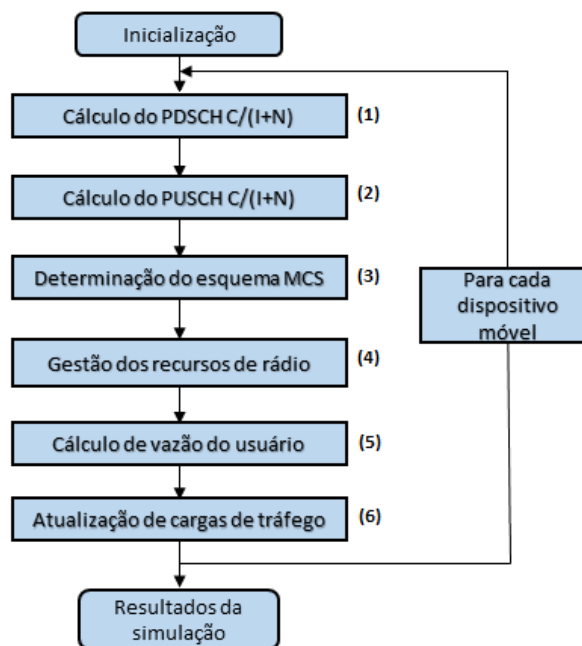 Inicialização
Cálculo do PDSCH C/(I+N) (1)
Cálculo do PUSCH C/(I+N) (2)
Determinação do esquema MCS (3)
Para cada
dispositivo
móvel
Gestão dos recursos de rádio (4)
Cálculo de vazão do usuário (5)
Atualização de cargas de tráfego (6)
Resultados da
simulação